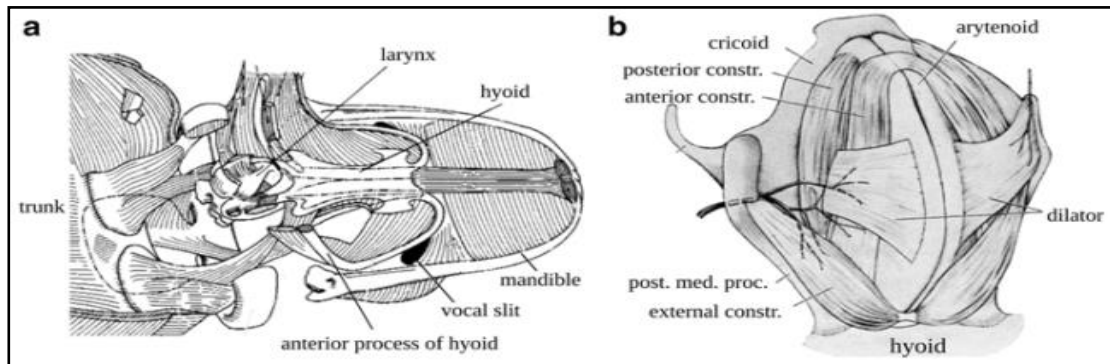 a
larynx
hyoid
trunk
mandible
vocal slit
anterior process of hyoid
b
arytenoid
cricoid
posterior constr.
anterior constr.
dilator
post. med. proc.
external constr.
hyoid